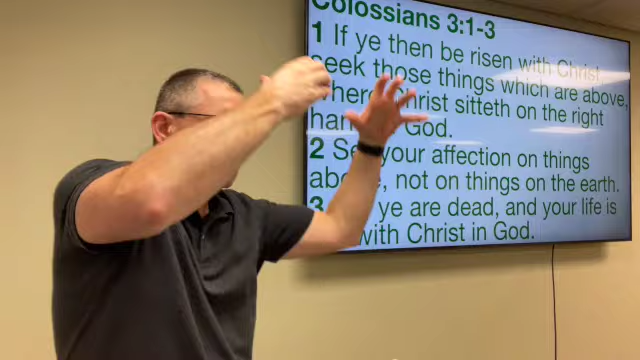 Colossians 3:1-3
1 If ye then be risen with Christ
seek those things which are above,
where Christ sitteth on the right
han God.
2 Se your affection on things
abo e, not on things on the earth.
3 ye are dead, and your life is
with Christ in God.